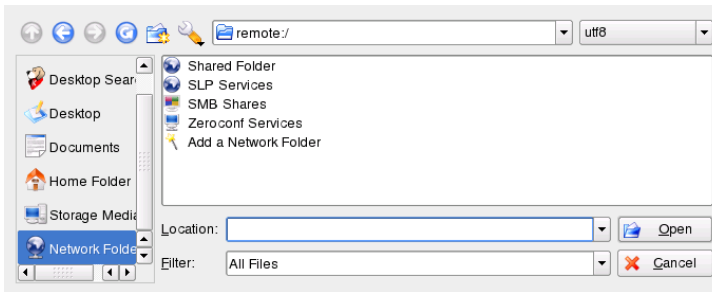 remote:/
utf8
Desktop Sear
Desktop
Documents
Home Folder
Storage Media
Network Folde
Shared Folder
SLP Services
SMB Shares
Zeroconf Services
Add a Network Folder
Location:
Open
Filter:
All Files
Cancel